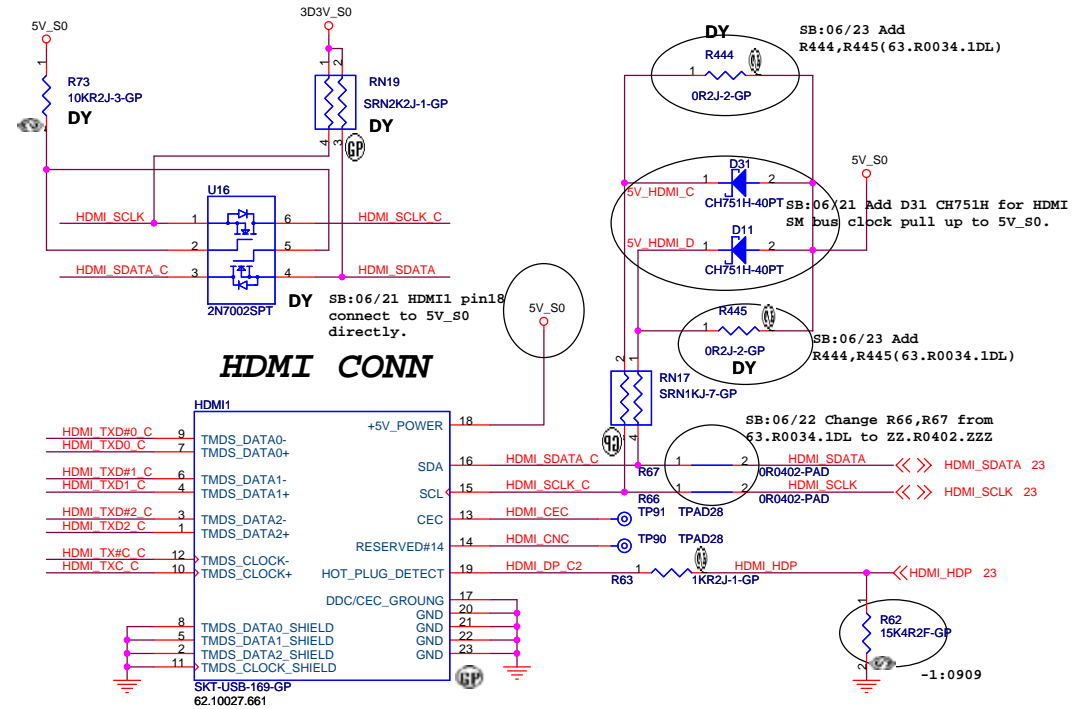 5V_S0
1
R73
10KR2J-3-GP
DY
3D3V_S0
1 2
RN19
SRN2K2J-1-GP
DY
4 3
GP
U16
HDMI_SCLK 1 6 HDMI_SCLK_C
2 5
HDMI_SDATA_C 3 4 HDMI_SDATA
2N7002SPT
DY
SB:06/21 HDMI1 pin18
connect to 5V_S0
directly.
5V_S0
HDMI CONN
DY
R444
1
0R2J-2-GP
SB:06/23 Add
R444,R445(63.R0034.1DL)
D31
5V_HDMI_C 1 2
CH751H-40PT
5V_S0
SB:06/21 Add D31 CH751H for HDMI
SM bus clock pull up to 5V_S0.
D11
5V_HDMI_D 1 2
CH751H-40PT
R445
1
0R2J-2-GP
DY
SB:06/23 Add
R444,R445(63.R0034.1DL)
2 1
RN17
SRN1KJ-7-GP
GP
4
SB:06/22 Change R66,R67 from
63.R0034.1DL to ZZ.R0402.ZZZ
HDMI1
HDMI_TXD#0_C 9 TMDS_DATA0-
HDMI_TXD0_C 7 TMDS_DATA0+
HDMI_TXD#1_C 6 TMDS_DATA1-
HDMI_TXD1_C 4 TMDS_DATA1+
HDMI_TXD#2_C 3 TMDS_DATA2-
HDMI_TXD2_C 1 TMDS_DATA2+
HDMI_TX#C_C 12 TMDS_CLOCK-
HDMI_TXC_C 10 TMDS_CLOCK+
8 TMDS_DATA0_SHIELD
5 TMDS_DATA1_SHIELD
2 TMDS_DATA2_SHIELD
11 TMDS_CLOCK_SHIELD
+5V_POWER 18
SDA 16 HDMI_SDATA_C
SCL 15 HDMI_SCLK_C
CEC 13 HDMI_CEC
RESERVED#14 14 HDMI_CNC
HOT_PLUG_DETECT 19 HDMI_DP_C2
DDC/CEC_GROUNG 17
GND 20
GND 21
GND 22
GND 23
SKT-USB-169-GP
62.10027.661
GP
R67 1 2 HDMI_SDATA
0R0402-PAD
HDMI_SDATA 23
R66 1 2 HDMI_SCLK
0R0402-PAD
HDMI_SCLK 23
TP91 TPAD28
TP90 TPAD28
R63 1 HDMI_HDP
1KR2J-1-GP
HDMI_HDP 23
1
R62
15K4R2F-GP
2
-1:0909